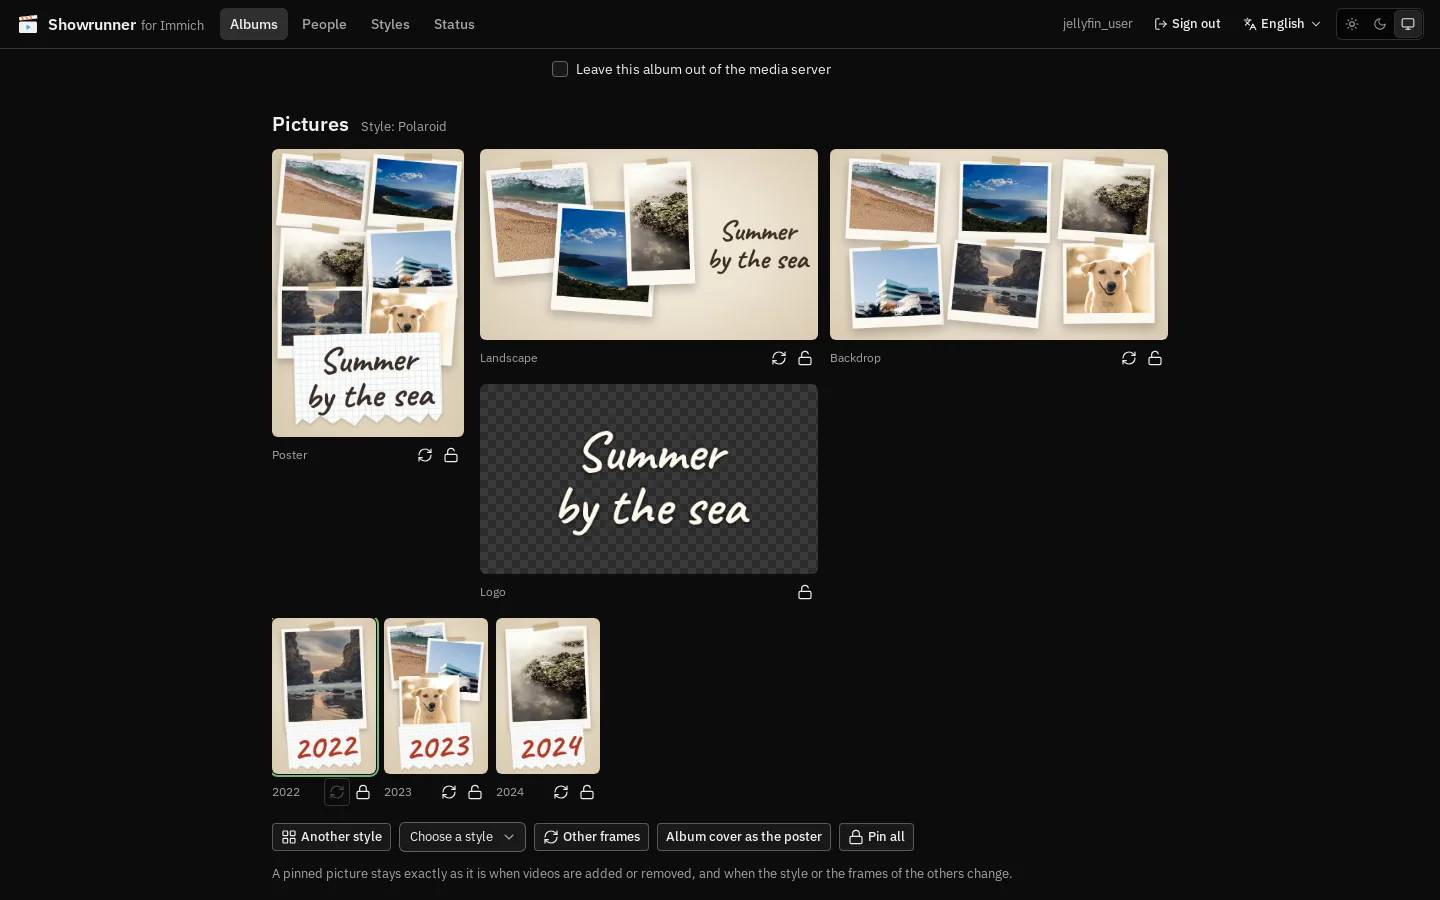 Showrunner for Immich
Albums
People
Styles
Status
jellyfin_user
Sign out
English
Leave this album out of the media server
Pictures
Style: Polaroid
Summer
by the sea
Poster
Summer
by the sea
Landscape
Backdrop
Summer
by the sea
Logo
2022
2022
2023
2023
2024
2024
Another style
Choose a style
Other frames
Album cover as the poster
Pin all
A pinned picture stays exactly as it is when videos are added or removed, and when the style or the frames of the others change.